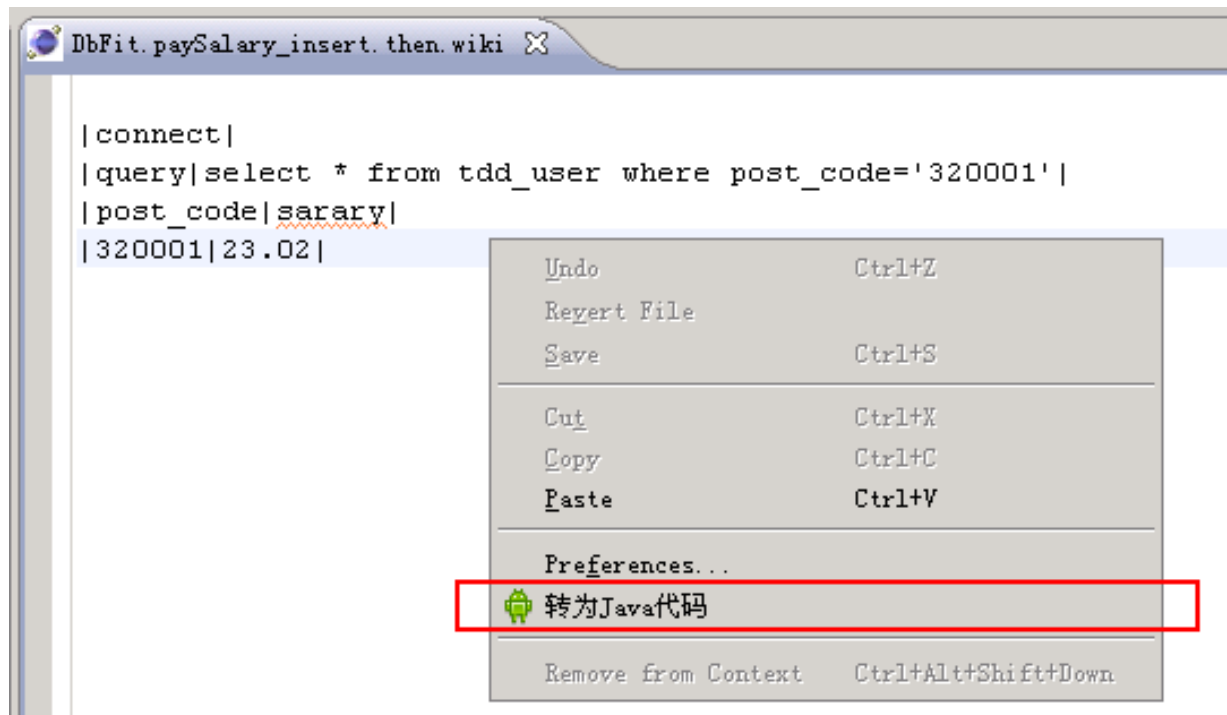 DbFit.paySalary_insert.then.wiki
|connect|
|query|select * from tdd_user where post_code='320001'|
|post_code|sarary|
|320001|23.02|
Undo Ctrl+Z
Revert File
Save Ctrl+S
Cut Ctrl+X
Copy Ctrl+C
Paste Ctrl+V
Preferences...
转为Java代码
Remove from Context Ctrl+Alt+Shift+Down